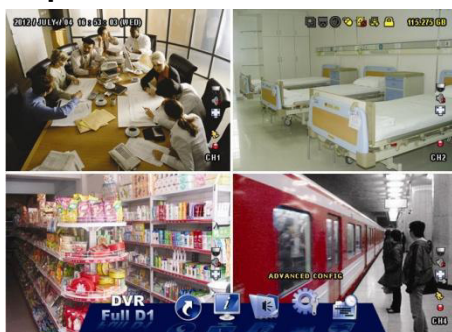 2012 / JULY / 04 16 : 53 : 03 (WED)
115.275 GB
CH1
CH2
ADVANCED CONFIG
DVR
Full D1
CH4